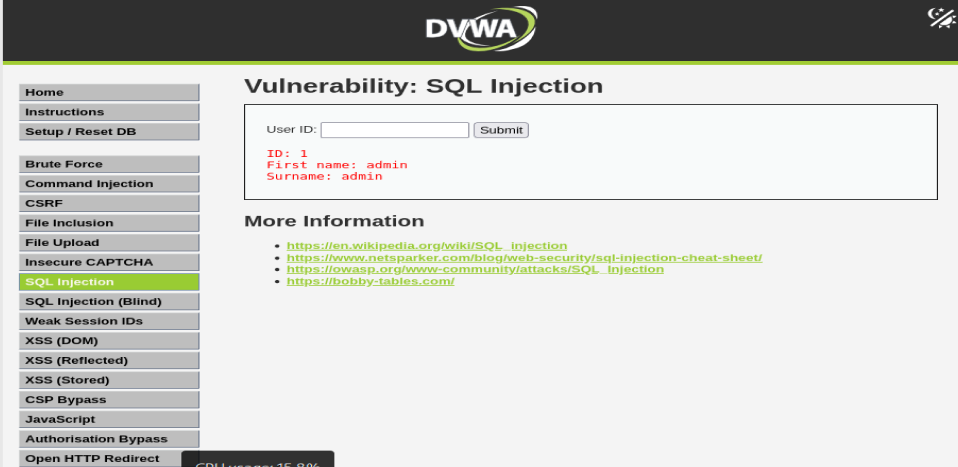 DVWA
Home
Instructions
Setup / Reset DB
Brute Force
Command Injection
CSRF
File Inclusion
File Upload
Insecure CAPTCHA
SQL Injection
SQL Injection (Blind)
Weak Session IDs
XSS (DOM)
XSS (Reflected)
XSS (Stored)
CSP Bypass
JavaScript
Authorisation Bypass
Open HTTP Redirect
Vulnerability: SQL Injection
User ID: Submit
ID: 1
First name: admin
Surname: admin
More Information
https://en.wikipedia.org/wiki/SQL_injection
https://www.netsparker.com/blog/web-security/sql-injection-cheat-sheet/
https://owasp.org/www-community/attacks/SQL_Injection
https://bobby-tables.com/
CPU usage: 15.8%